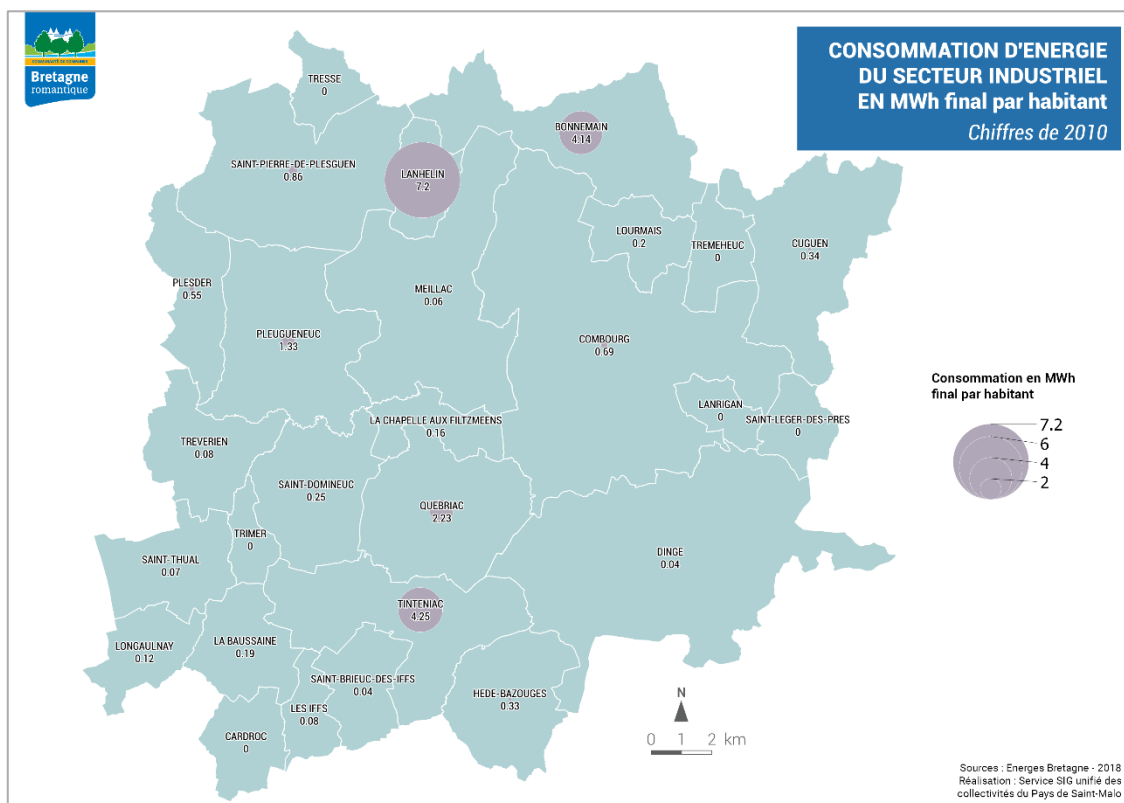 COMMUNAUTÉ DE COMMUNES
Bretagne
romantique
CONSOMMATION D'ENERGIE
DU SECTEUR INDUSTRIEL
EN MWh final par habitant
Chiffres de 2010
TRESSE
0
BONNEMAIN
4.14
SAINT-PIERRE-DE-PLESGUEN
0.86
LANHELIN
7.2
LOURMAIS
0.2
TREMEHEUC
0
CUGUEN
0.34
PLESDER
0.55
MEILLAC
0.06
PLEUGUENEUC
1.33
COMBOURG
0.69
LANRIGAN
0
SAINT-LEGER-DES-PRES
0
LA CHAPELLE AUX FILTZMEENS
0.16
TREVERIEN
0.08
SAINT-DOMINEUC
0.25
QUEBRIAC
2.23
TRIMER
0
DINGE
0.04
SAINT-THUAL
0.07
TINTENIAC
4.25
LONGAULNAY
0.12
LA BAUSSAINE
0.19
SAINT-BRIEUC-DES-IFFS
0.04
HEDE-BAZOUGES
0.33
LES IFFS
0.08
CARDROC
0
Consommation en MWh
final par habitant
7.2
6
4
2
N
0 1 2 km
Sources : Energes Bretagne - 2018
Réalisation : Service SIG unifié des
collectivités du Pays de Saint-Malo